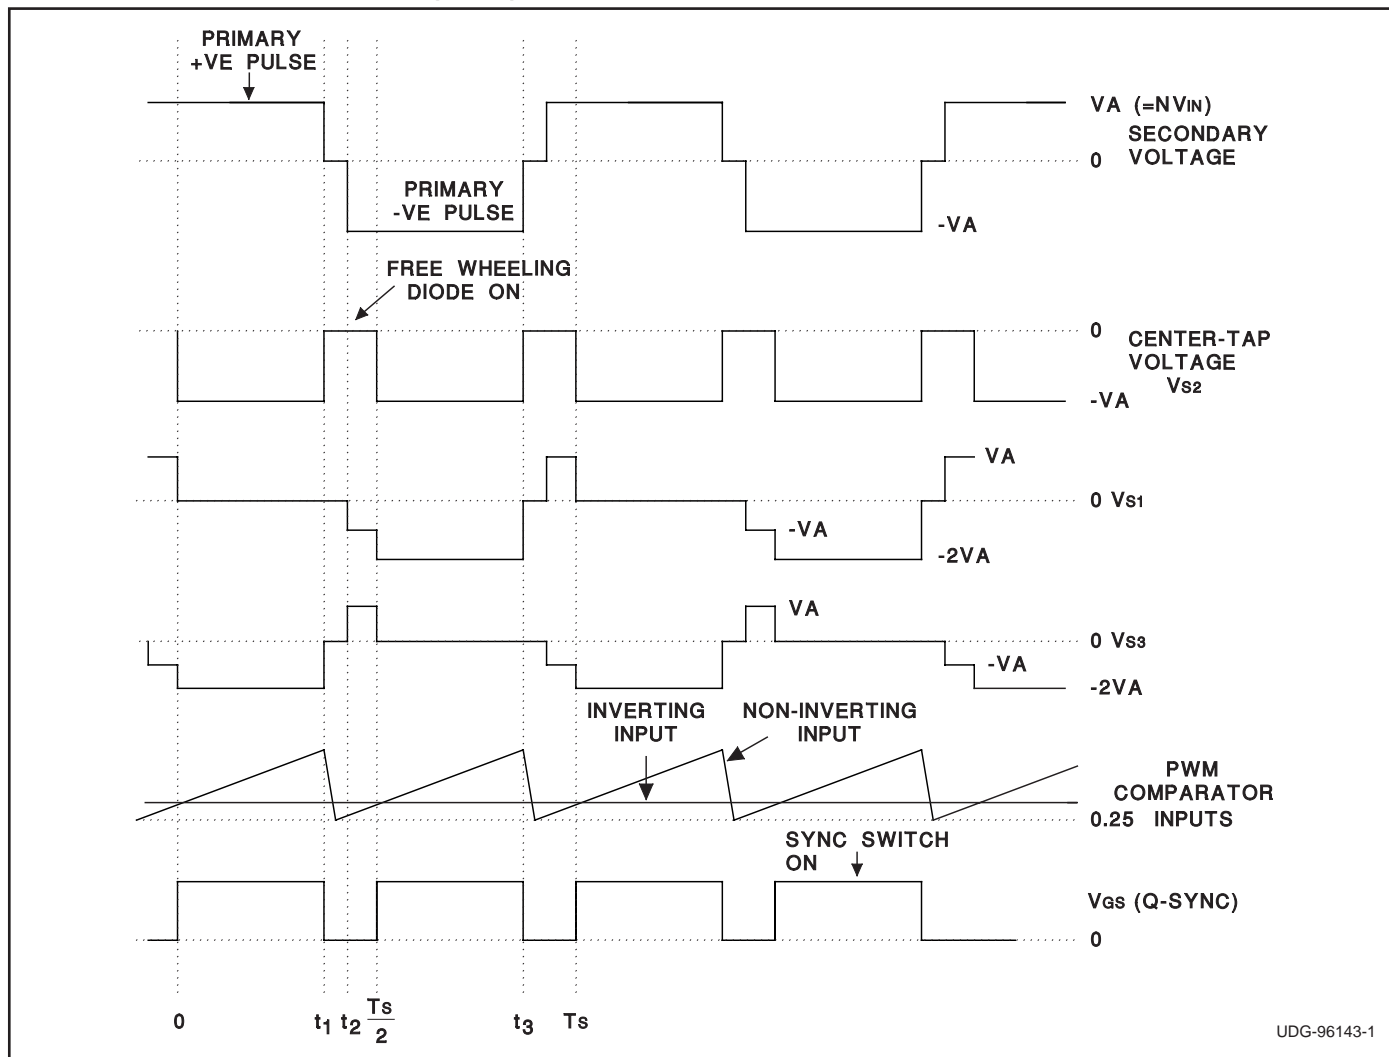 PRIMARY
+VE PULSE
VA (=NVIN)
SECONDARY
VOLTAGE
0
PRIMARY
-VE PULSE
-VA
FREE WHEELING
DIODE ON
0
CENTER-TAP
VOLTAGE
VS2
-VA
VA
0 VS1
-VA
-2VA
VA
0 VS3
-VA
-2VA
INVERTING
INPUT
NON-INVERTING
INPUT
PWM
COMPARATOR
0.25 INPUTS
SYNC SWITCH
ON
VGS (Q-SYNC)
0
0
t1
t2
Ts
2
t3
Ts
UDG-96143-1